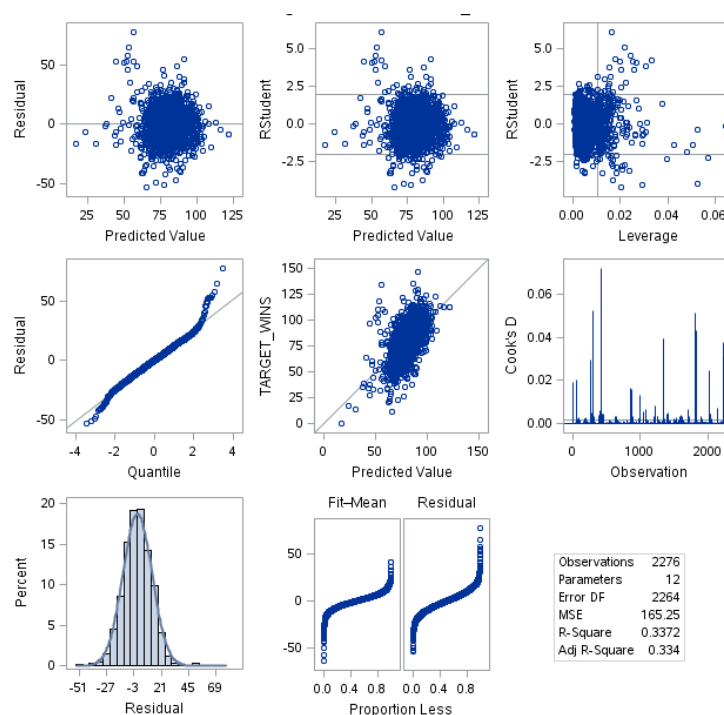 Residual
50
0
-50
25 50 75 100 125
Predicted Value
RStudent
5.0
2.5
0.0
-2.5
25 50 75 100 125
Predicted Value
RStudent
5.0
2.5
0.0
-2.5
0.00 0.02 0.04 0.06
Leverage
Residual
50
0
-50
-4 -2 0 2 4
Quantile
TARGET_WINS
150
125
100
75
50
25
0
0 50 100 150
Predicted Value
Cook's D
0.06
0.04
0.02
0.00
0 1000 2000
Observation
Percent
20
15
10
5
0
-51 -27 -3 21 45 69
Residual
Fit–Mean Residual
50
0
-50
0.0 0.4 0.8 0.0 0.4 0.8
Proportion Less
Observations 2276
Parameters 12
Error DF 2264
MSE 165.25
R-Square 0.3372
Adj R-Square 0.334